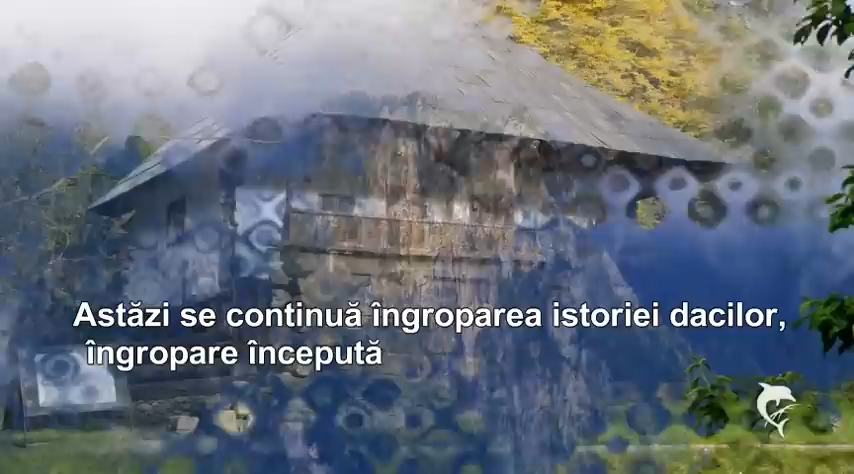 Astăzi se continuă îngroparea istoriei dacilor,
îngropare începută